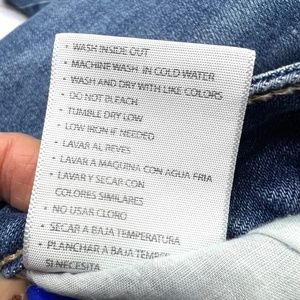 • WASH INSIDE OUT
• MACHINE WASH IN COLD WATER
• WASH AND DRY WITH LIKE COLORS
• DO NOT BLEACH
• TUMBLE DRY LOW
• LOW IRON IF NEEDED
• LAVAR AL REVES
• LAVAR A MAQUINA CON AGUA FRIA
• LAVAR Y SECAR CON
COLORES SIMILARES
• NO USAR CLORO
• SECAR A BAJA TEMPERATURA
• PLANCHAR A BAJA
SI NECESITA